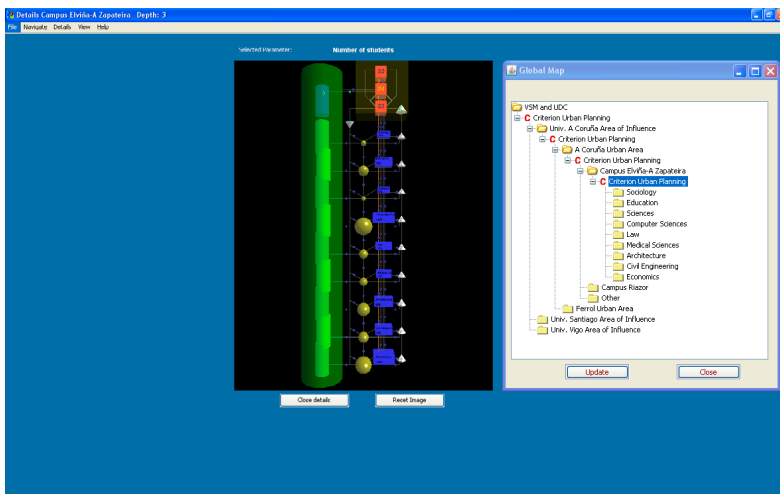 Details Campus Elviña-A Zapateira Depth: 3
File Navigate Details View Help
Selected Parameter: Number of students
Global Map
VSM and UDC
C Criterion Urban Planning
Univ. A Coruña Area of Influence
C Criterion Urban Planning
A Coruña Urban Area
C Criterion Urban Planning
Campus Elviña-A Zapateira
C Criterion Urban Planning
Sociology
Education
Sciences
Computer Sciences
Law
Medical Sciences
Architecture
Civil Engineering
Economics
Campus Riazor
Other
Ferrol Urban Area
Univ. Santiago Area of Influence
Univ. Vigo Area of Influence
Update Close
Close details Reset Image